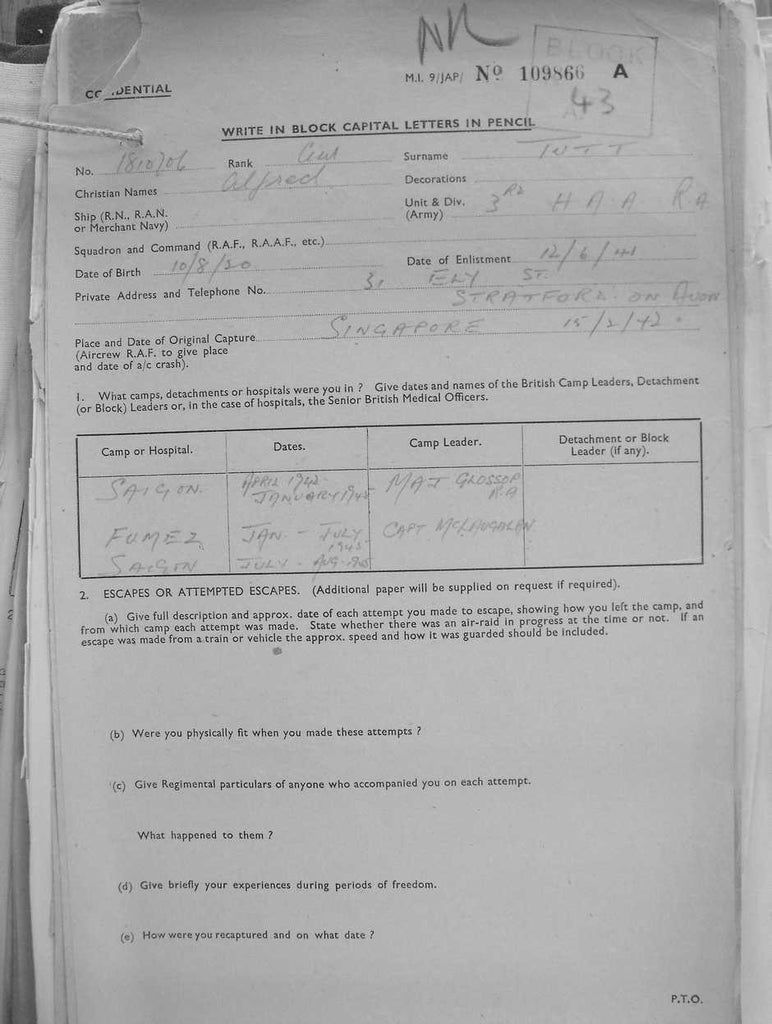 BLOCK
M.I. 9/JAP/ Nº 109866 A
43
CONFIDENTIAL
WRITE IN BLOCK CAPITAL LETTERS IN PENCIL
No. 1810706 Rank Gnr Surname TUTT
Christian Names Alfred Decorations
Ship (R.N., R.A.N. or Merchant Navy) Unit & Div. (Army) 3RD H A A R A
Squadron and Command (R.A.F., R.A.A.F., etc.)
Date of Birth 10/8/20 Date of Enlistment 12/6/41
Private Address and Telephone No. 31 ELY ST.
STRATFORD ON AVON
Place and Date of Original Capture SINGAPORE 15/2/42.
(Aircrew R.A.F. to give place
and date of a/c crash).
1. What camps, detachments or hospitals were you in ? Give dates and names of the British Camp Leaders, Detachment
(or Block) Leaders or, in the case of hospitals, the Senior British Medical Officers.
Camp or Hospital. Dates. Camp Leader. Detachment or Block Leader (if any).
SAIGON. APRIL 1942 JANUARY 1945 MAJ GLOSSOP R.A
FUMEZ JAN - JULY 1945 CAPT MCLAUGHLAN
SAIGON JULY - AUG 1945
2. ESCAPES OR ATTEMPTED ESCAPES. (Additional paper will be supplied on request if required).
(a) Give full description and approx. date of each attempt you made to escape, showing how you left the camp, and
from which camp each attempt was made. State whether there was an air-raid in progress at the time or not. If an
escape was made from a train or vehicle the approx. speed and how it was guarded should be included.
(b) Were you physically fit when you made these attempts ?
(c) Give Regimental particulars of anyone who accompanied you on each attempt.
What happened to them ?
(d) Give briefly your experiences during periods of freedom.
(e) How were you recaptured and on what date ?
P.T.O.